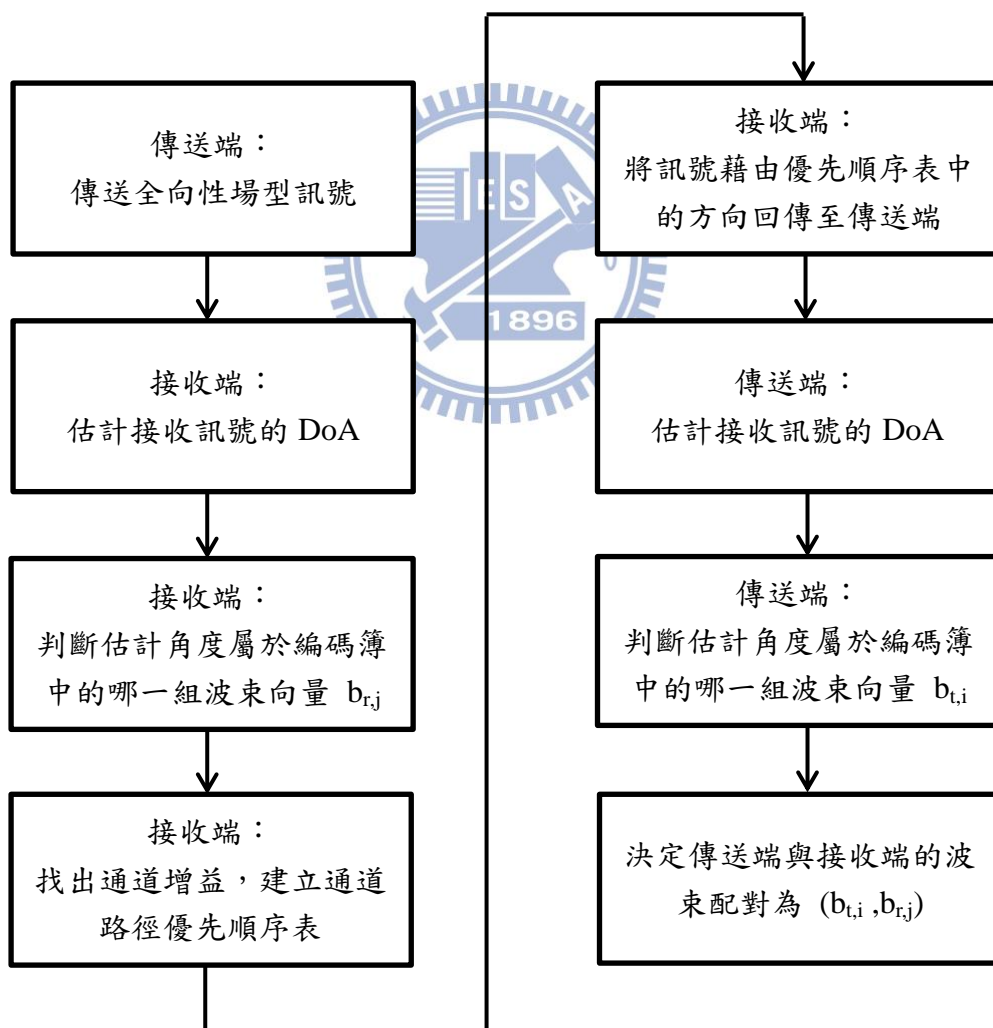 傳送端：
傳送全向性場型訊號
接收端：
估計接收訊號的 DoA
接收端：
判斷估計角度屬於編碼簿
中的哪一組波束向量 b_{r,j}
接收端：
找出通道增益，建立通道
路徑優先順序表
接收端：
將訊號藉由優先順序表中
的方向回傳至傳送端
傳送端：
估計接收訊號的 DoA
傳送端：
判斷估計角度屬於編碼簿
中的哪一組波束向量 b_{t,i}
決定傳送端與接收端的波
束配對為 (b_{t,i} ,b_{r,j})
E S A
1896